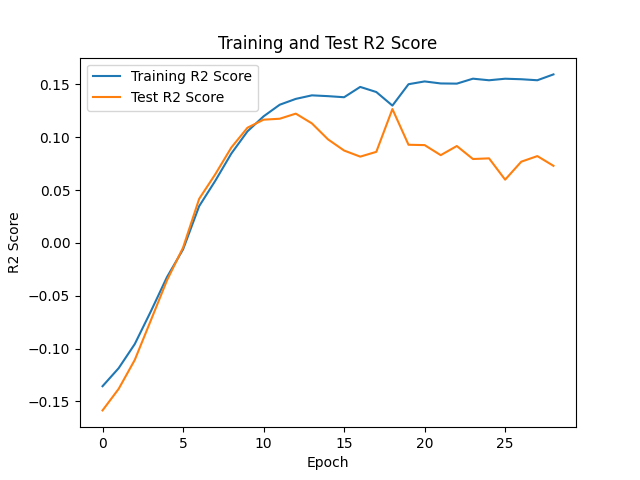 Training and Test R2 Score
Training R2 Score
Test R2 Score
0.15
0.10
0.05
0.00
−0.05
−0.10
−0.15
R2 Score
0 5 10 15 20 25
Epoch